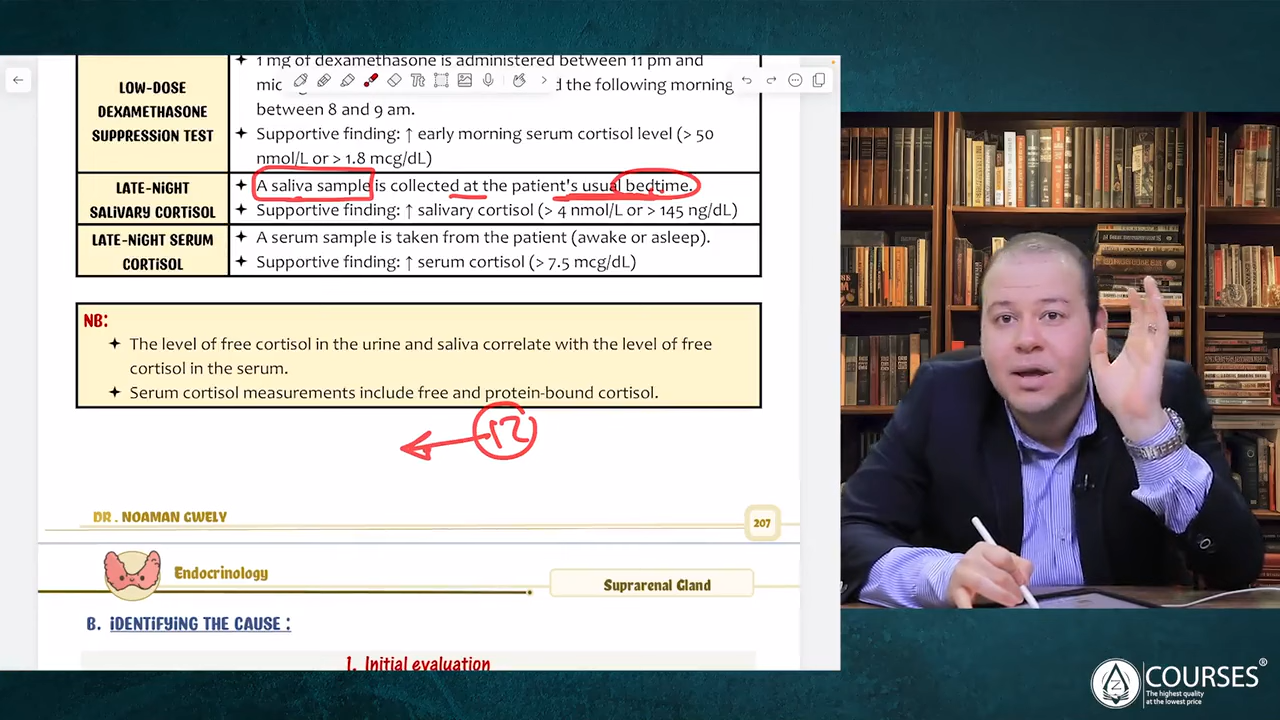 LOW-DOSE
DEXAMETHASONE
SUPPRESSION TEST
✦ 1 mg of dexamethasone is administered between 11 pm and
mid
d the following morning
between 8 and 9 am.
✦ Supportive finding: ↑ early morning serum cortisol level (> 50
nmol/L or > 1.8 mcg/dL)
LATE-NIGHT
SALIVARY CORTISOL
✦ A saliva sample is collected at the patient's usual bedtime.
✦ Supportive finding: ↑ salivary cortisol (> 4 nmol/L or > 145 ng/dL)
LATE-NIGHT SERUM
CORTISOL
✦ A serum sample is taken from the patient (awake or asleep).
✦ Supportive finding: ↑ serum cortisol (> 7.5 mcg/dL)
NB:
✦ The level of free cortisol in the urine and saliva correlate with the level of free
cortisol in the serum.
✦ Serum cortisol measurements include free and protein-bound cortisol.
12
DR . NOAMAN GWELY
207
Endocrinology
Suprarenal Gland
B. IDENTIFYING THE CAUSE :
1. Initial evaluation
COURSES®
The highest quality
at the lowest price